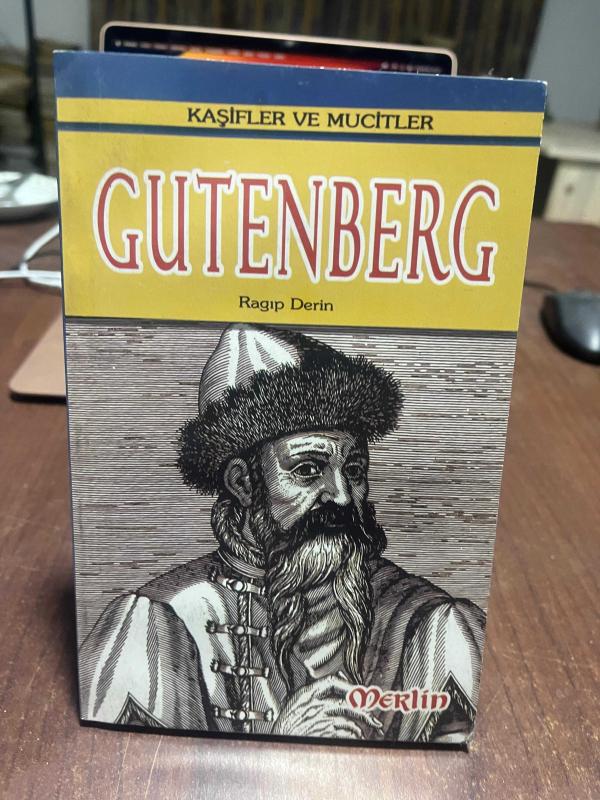 KAŞİFLER VE MUCİTLER
GUTENBERG
Ragıp Derin
Merlin